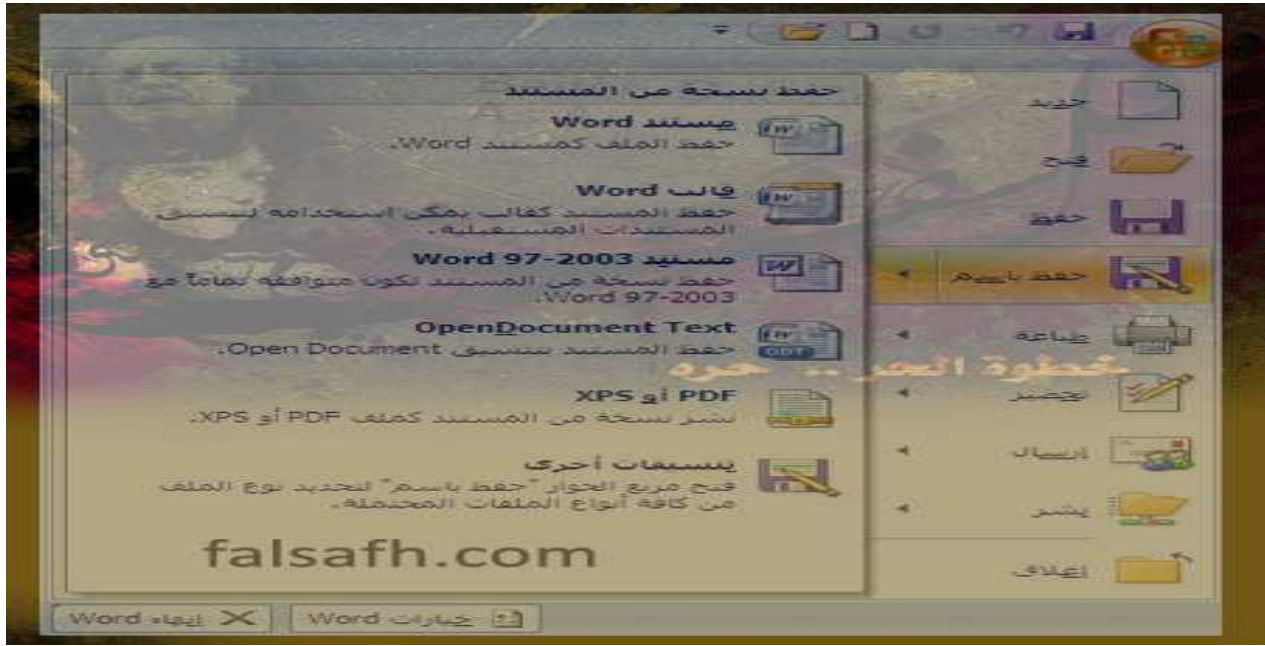 جديد
فتح
حفظ
حفظ باسم
طباعة
تحضير
إرسال
نشر
إغلاق
حفظ نسخة من المستند
مستند Word
حفظ الملف كمستند Word.
قالب Word
حفظ المستند كقالب يمكن استخدامه لتنسيق
المستندات المستقبلية.
مستند Word 97-2003
حفظ نسخة من المستند تكون متوافقة تماماً مع
Word 97-2003.
OpenDocument Text
حفظ المستند بتنسيق Open Document.
خطوة .. حره
PDF أو XPS
نشر نسخة من المستند كملف PDF أو XPS.
تنسيقات أخرى
فتح مربع الحوار "حفظ باسم" لتحديد نوع الملف
من كافة أنواع الملفات المحتملة.
falsafh.com
خيارات Word
إنهاء Word